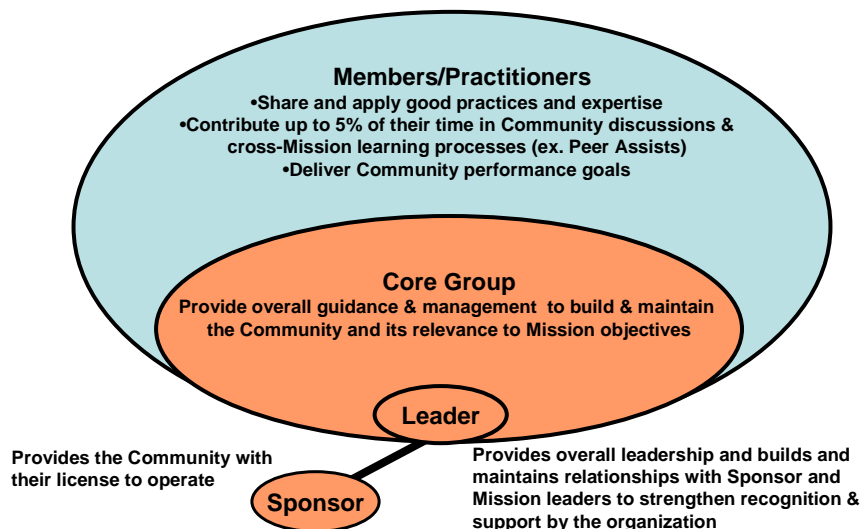 Members/Practitioners
•Share and apply good practices and expertise
•Contribute up to 5% of their time in Community discussions &
cross-Mission learning processes (ex. Peer Assists)
•Deliver Community performance goals
Core Group
Provide overall guidance & management to build & maintain
the Community and its relevance to Mission objectives
Leader
Provides the Community with
their license to operate
Sponsor
Provides overall leadership and builds and
maintains relationships with Sponsor and
Mission leaders to strengthen recognition &
support by the organization